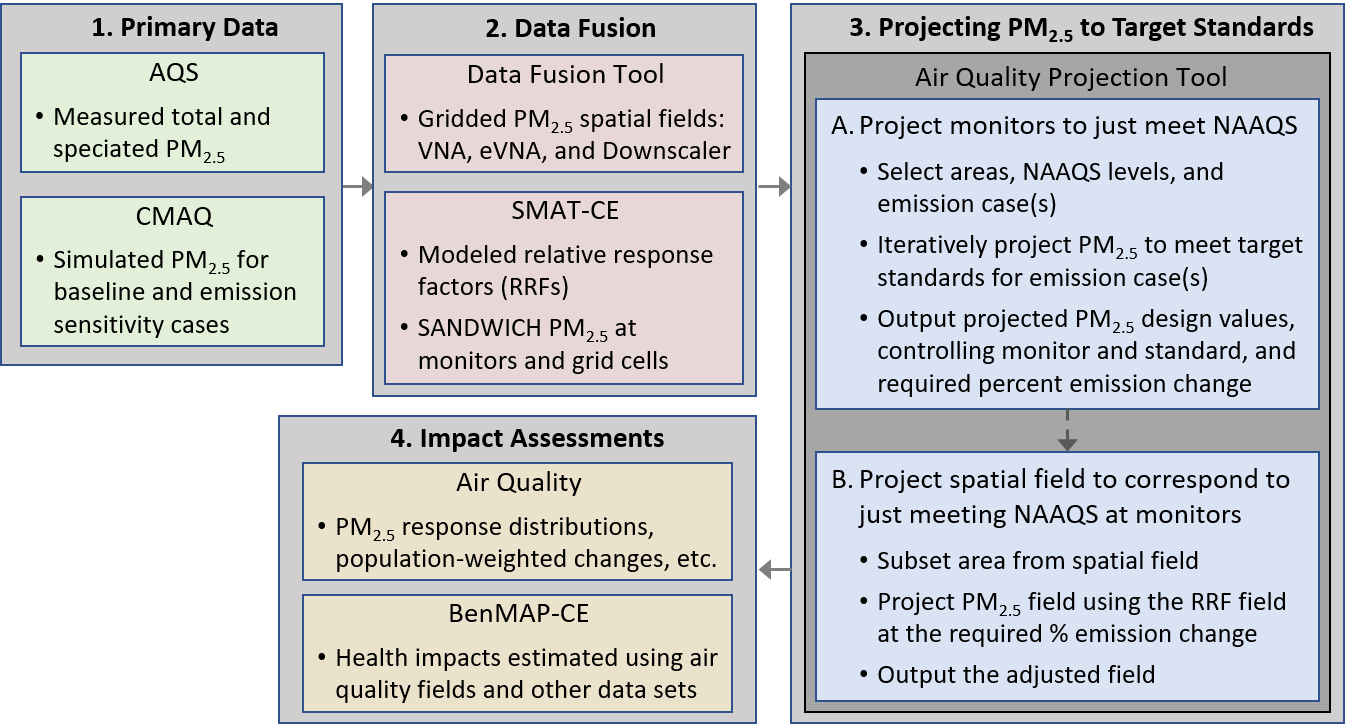 1. Primary Data
AQS
• Measured total and
speciated PM2.5
CMAQ
• Simulated PM2.5 for
baseline and emission
sensitivity cases
2. Data Fusion
Data Fusion Tool
• Gridded PM2.5 spatial fields:
VNA, eVNA, and Downscaler
SMAT-CE
• Modeled relative response
factors (RRFs)
• SANDWICH PM2.5 at
monitors and grid cells
3. Projecting PM2.5 to Target Standards
Air Quality Projection Tool
A. Project monitors to just meet NAAQS
• Select areas, NAAQS levels, and
emission case(s)
• Iteratively project PM2.5 to meet target
standards for emission case(s)
• Output projected PM2.5 design values,
controlling monitor and standard, and
required percent emission change
B. Project spatial field to correspond to
just meeting NAAQS at monitors
• Subset area from spatial field
• Project PM2.5 field using the RRF field
at the required % emission change
• Output the adjusted field
4. Impact Assessments
Air Quality
• PM2.5 response distributions,
population-weighted changes, etc.
BenMAP-CE
• Health impacts estimated using air
quality fields and other data sets